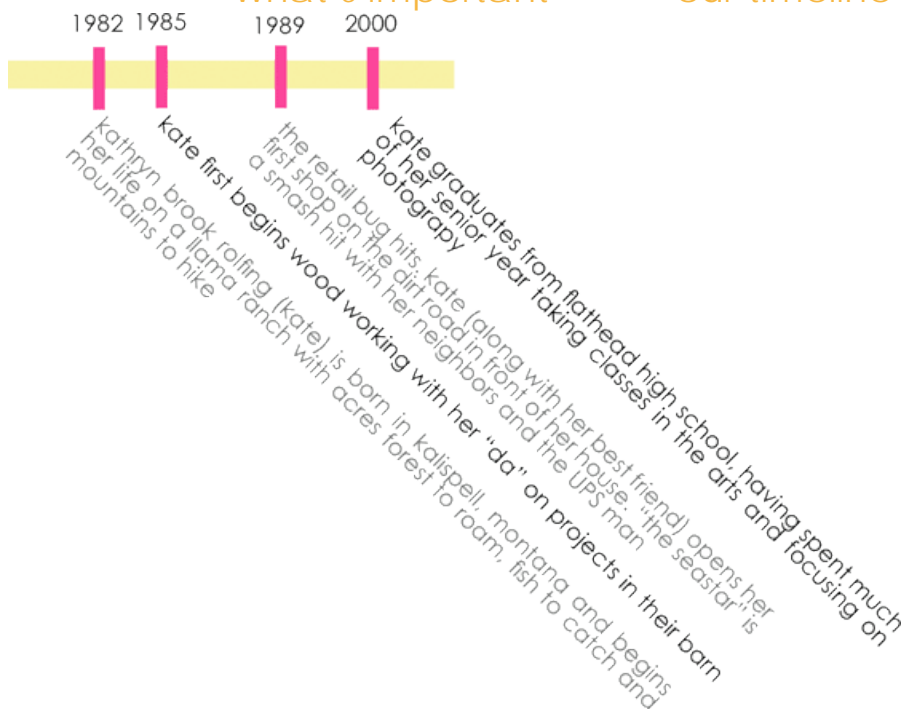 what's important
our timeline
1982
1985
1989
2000
kathryn brook rolfing (kate), is born in kalispell, montana and begins
her life on a llama ranch with acres forest to roam, fish to catch and
mountains to hike
kate first begins wood working with her "da" on projects in their barn
the retail bug hits, kate (along with her best friend) opens her
first shop on the dirt road in front of her house. "the seastar" is
a smash hit with her neighbors and the UPS man
kate graduates from flathead high school, having spent much
of her senior year taking classes in the arts and focusing on
photograpy